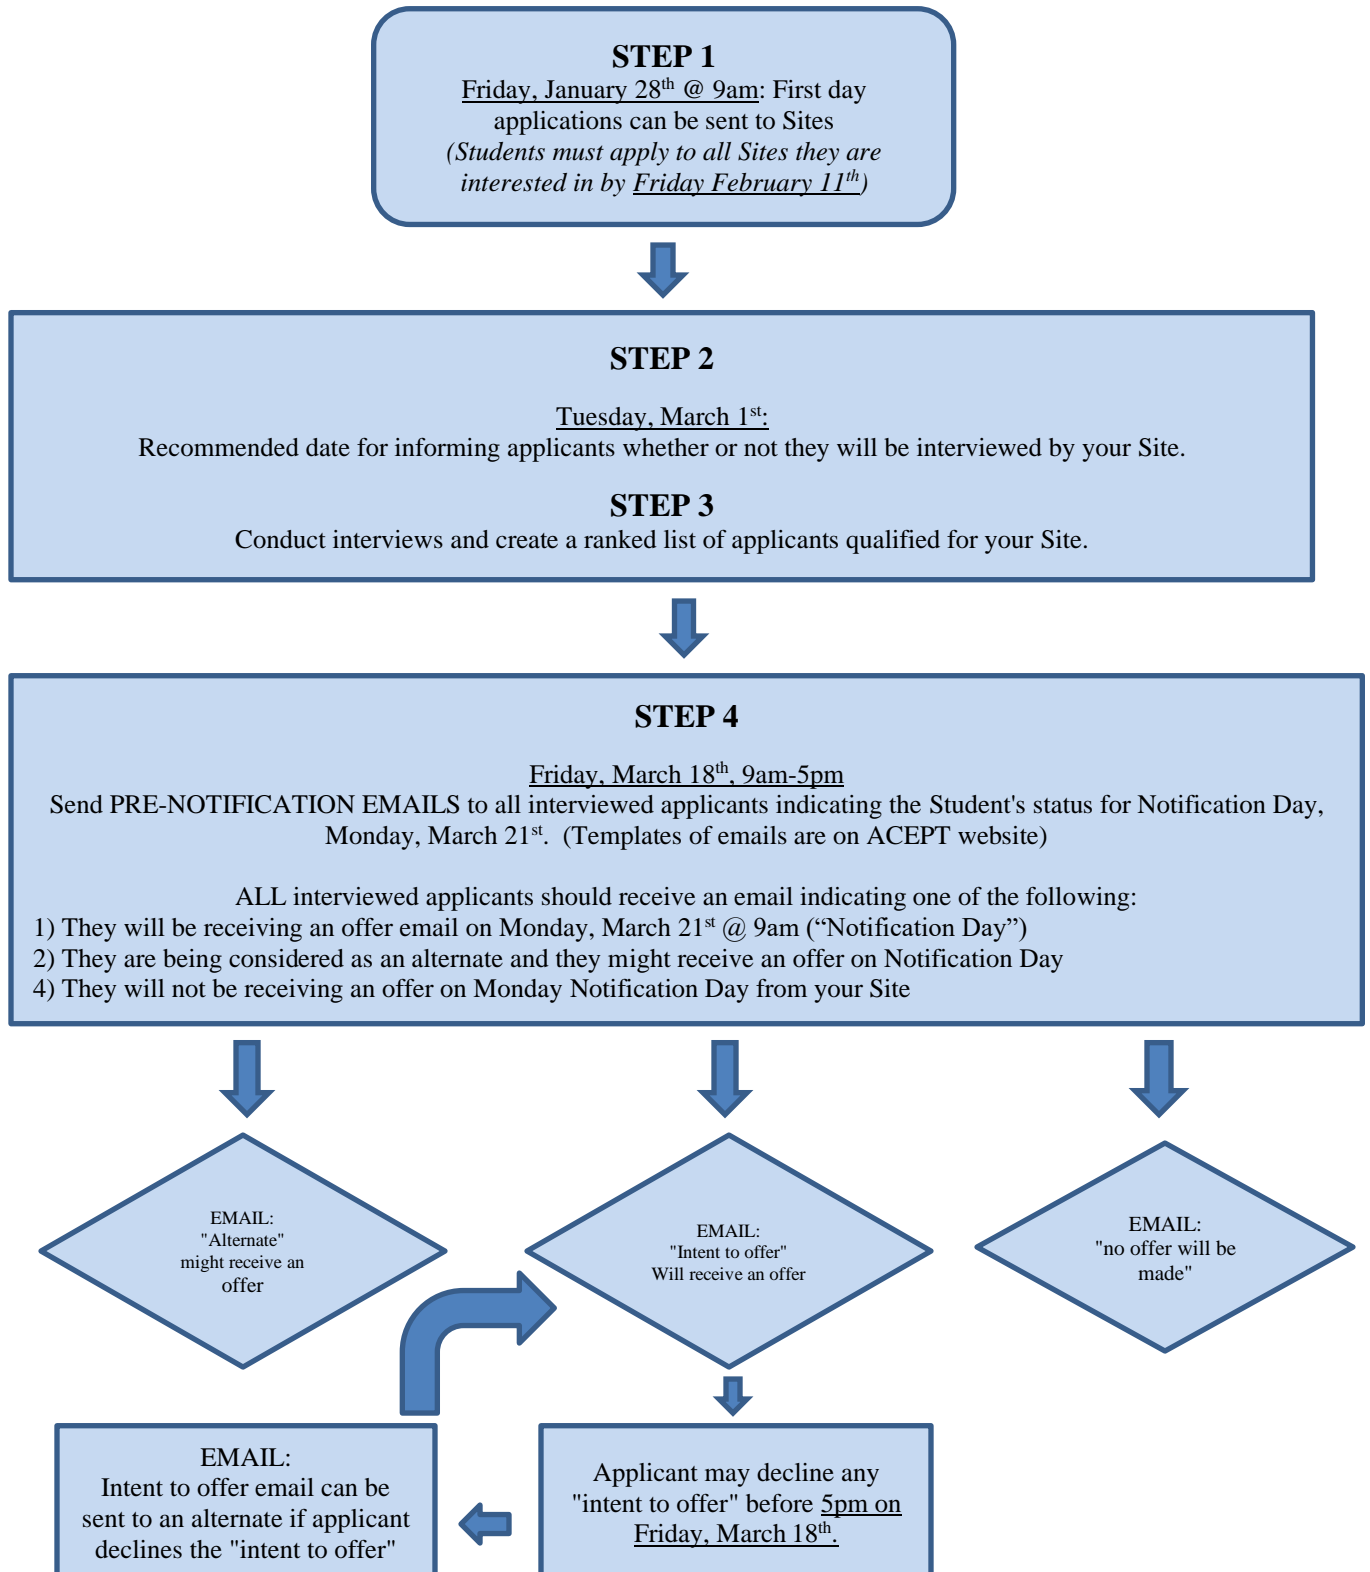 STEP 1
Friday, January 28th @ 9am: First day
applications can be sent to Sites
(Students must apply to all Sites they are
interested in by Friday February 11th)
STEP 2
Tuesday, March 1st:
Recommended date for informing applicants whether or not they will be interviewed by your Site.
STEP 3
Conduct interviews and create a ranked list of applicants qualified for your Site.
STEP 4
Friday, March 18th, 9am-5pm
Send PRE-NOTIFICATION EMAILS to all interviewed applicants indicating the Student's status for Notification Day,
Monday, March 21st. (Templates of emails are on ACEPT website)
ALL interviewed applicants should receive an email indicating one of the following:
1) They will be receiving an offer email on Monday, March 21st @ 9am (“Notification Day”)
2) They are being considered as an alternate and they might receive an offer on Notification Day
4) They will not be receiving an offer on Monday Notification Day from your Site
EMAIL:
"Alternate"
might receive an
offer
EMAIL:
"Intent to offer"
Will receive an offer
EMAIL:
"no offer will be
made"
EMAIL:
Intent to offer email can be
sent to an alternate if applicant
declines the "intent to offer"
Applicant may decline any
"intent to offer" before 5pm on
Friday, March 18th.